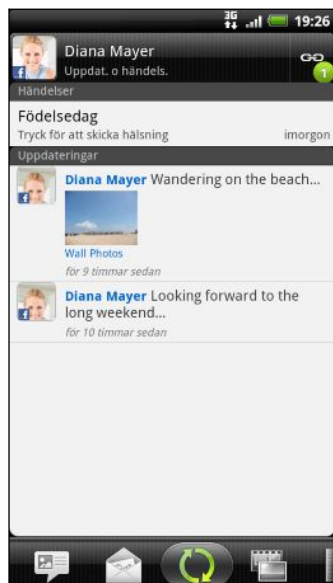 3G 19:26
Diana Mayer
Uppdat. o händels.
1
Händelser
Födelsedag
Tryck för att skicka hälsning imorgon
Uppdateringar
Diana Mayer Wandering on the beach...
Wall Photos
för 9 timmar sedan
Diana Mayer Looking forward to the
long weekend...
för 10 timmar sedan